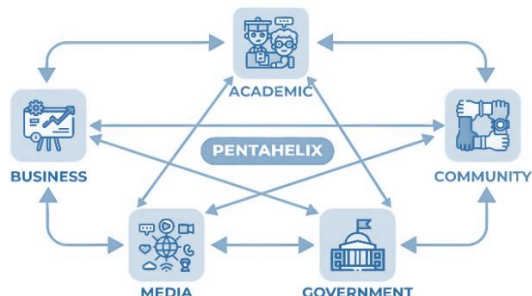 ACADEMIC
PENTAHELIX
BUSINESS
COMMUNITY
MEDIA
GOVERNMENT